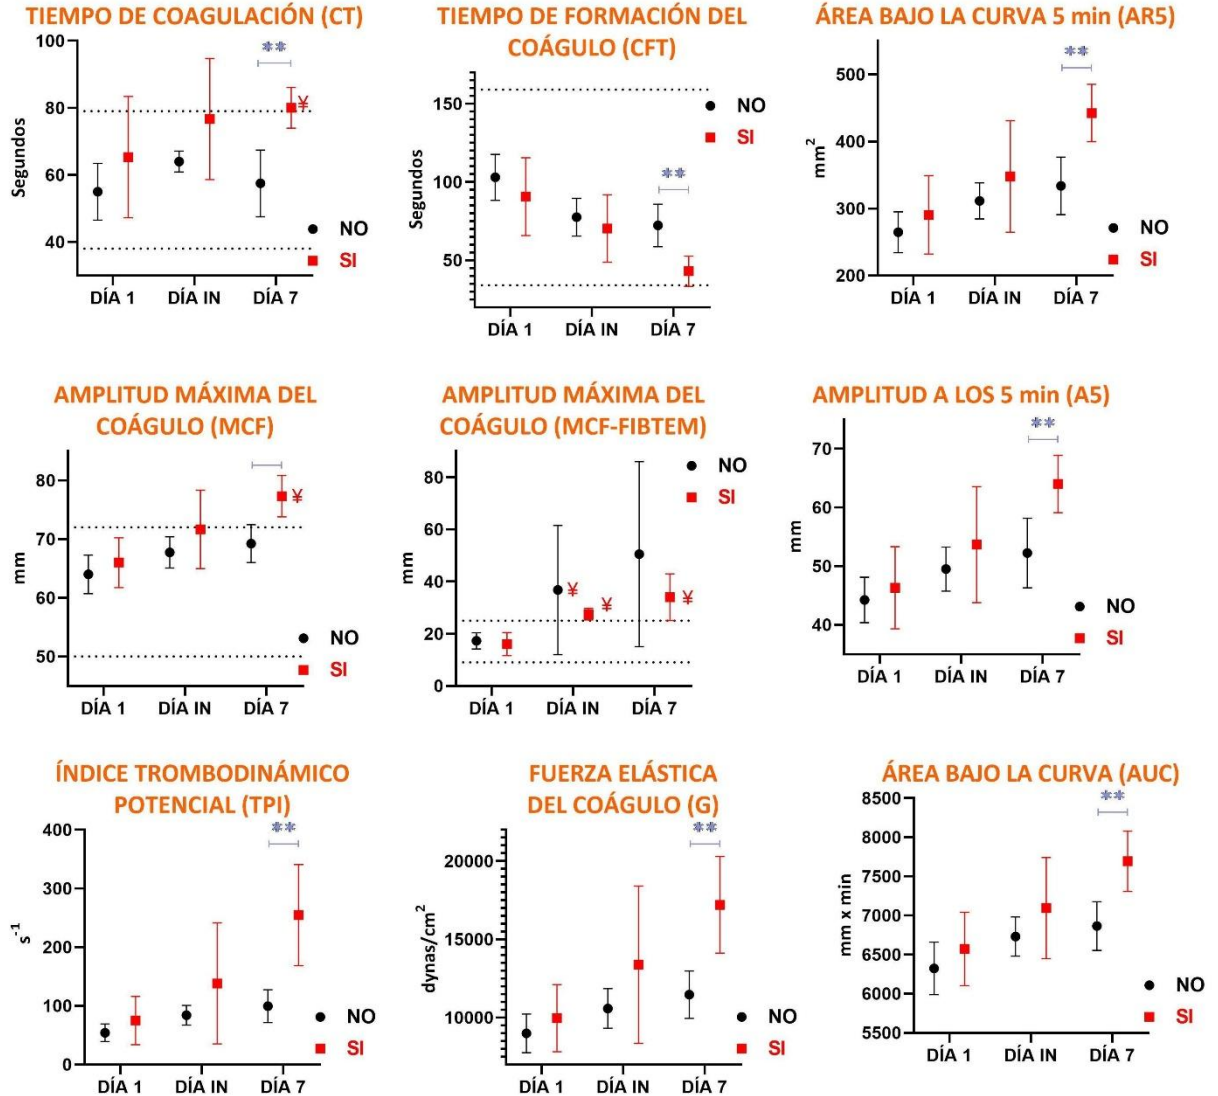 TIEMPO DE COAGULACIÓN (CT)
100
80
60
40
Segundos
**
¥
NO
SI
DÍA 1
DÍA IN
DÍA 7
TIEMPO DE FORMACIÓN DEL
COÁGULO (CFT)
150
100
50
Segundos
**
NO
SI
DÍA 1
DÍA IN
DÍA 7
ÁREA BAJO LA CURVA 5 min (AR5)
500
400
300
200
mm²
**
NO
SI
DÍA 1
DÍA IN
DÍA 7
AMPLITUD MÁXIMA DEL
COÁGULO (MCF)
80
70
60
50
mm
¥
NO
SI
DÍA 1
DÍA IN
DÍA 7
AMPLITUD MÁXIMA DEL
COÁGULO (MCF-FIBTEM)
80
60
40
20
0
mm
¥
¥
¥
NO
SI
DÍA 1
DÍA IN
DÍA 7
AMPLITUD A LOS 5 min (A5)
70
60
50
40
mm
**
NO
SI
DÍA 1
DÍA IN
DÍA 7
ÍNDICE TROMBODINÁMICO
POTENCIAL (TPI)
400
300
200
100
0
s⁻¹
**
NO
SI
DÍA 1
DÍA IN
DÍA 7
FUERZA ELÁSTICA
DEL COÁGULO (G)
20000
15000
10000
dynas/cm²
**
NO
SI
DÍA 1
DÍA IN
DÍA 7
ÁREA BAJO LA CURVA (AUC)
8500
8000
7500
7000
6500
6000
5500
mm x min
**
NO
SI
DÍA 1
DÍA IN
DÍA 7